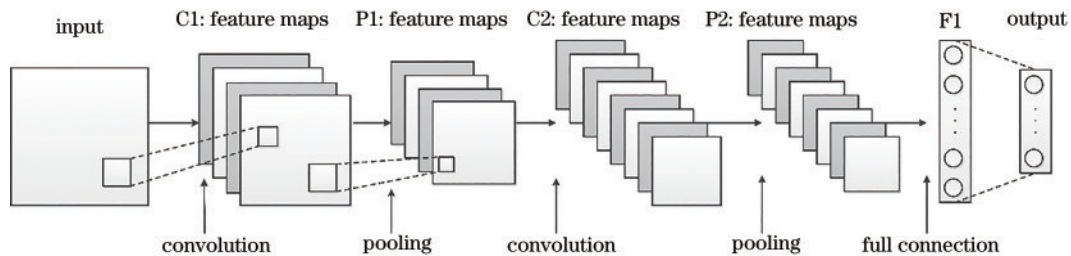 input
C1: feature maps
P1: feature maps
C2: feature maps
P2: feature maps
F1
output
convolution
pooling
convolution
pooling
full connection